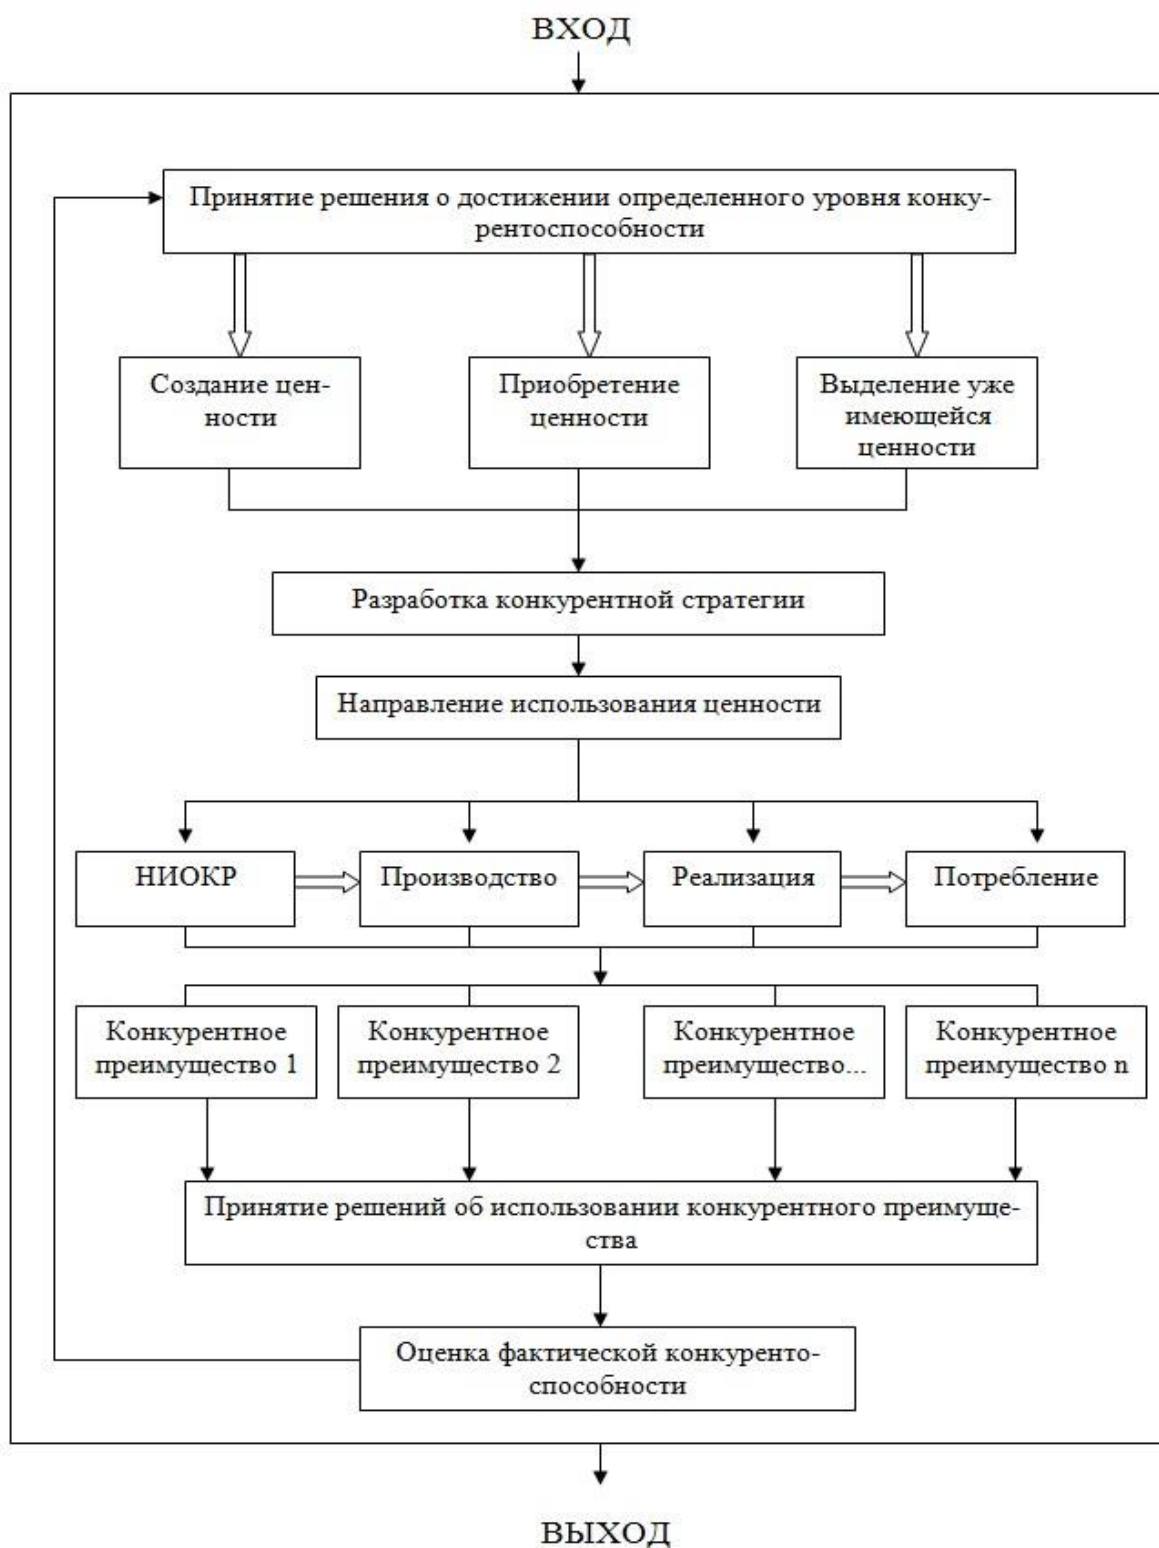 ВХОД
Принятие решения о достижении определенного уровня конку-
рентоспособности
Создание цен-
ности
Приобретение
ценности
Выделение уже
имеющейся
ценности
Разработка конкурентной стратегии
Направление использования ценности
НИОКР
Производство
Реализация
Потребление
Конкурентное
преимущество 1
Конкурентное
преимущество 2
Конкурентное
преимущество...
Конкурентное
преимущество n
Принятие решений об использовании конкурентного преимуще-
ства
Оценка фактической конкуренто-
способности
ВЫХОД